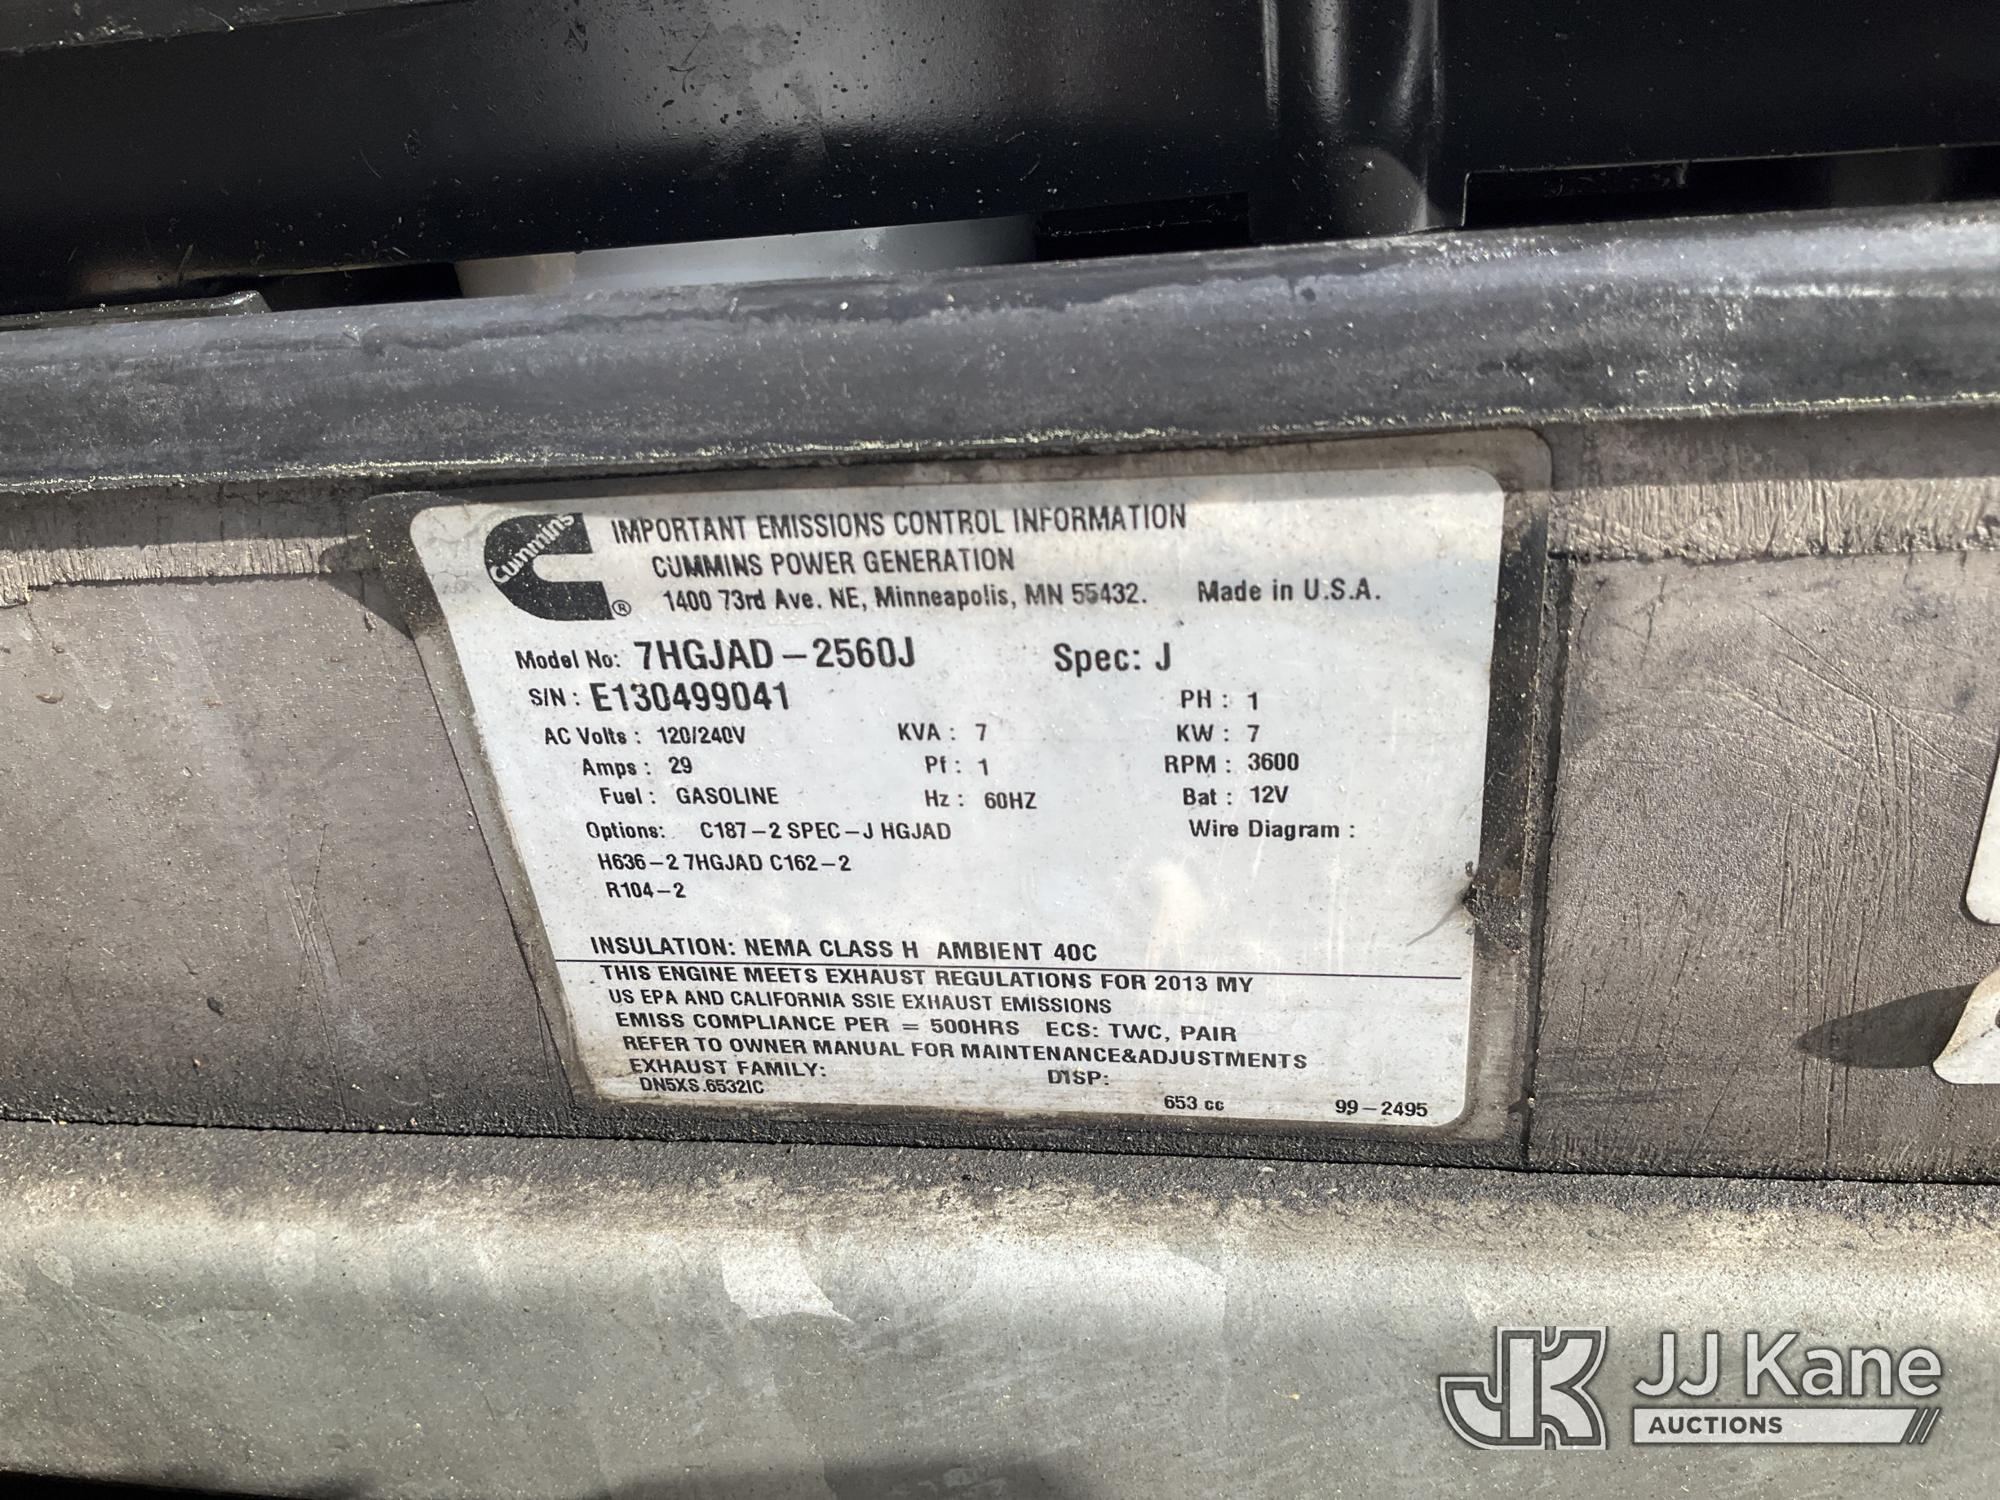 Cummins ®
IMPORTANT EMISSIONS CONTROL INFORMATION
CUMMINS POWER GENERATION
1400 73rd Ave. NE, Minneapolis, MN 55432. Made in U.S.A.
Model No: 7HGJAD-2560J Spec: J
S/N : E130499041 PH : 1
AC Volts : 120/240V KVA : 7 KW : 7
Amps : 29 Pf : 1 RPM : 3600
Fuel : GASOLINE Hz : 60HZ Bat : 12V
Options: C187-2 SPEC-J HGJAD Wire Diagram :
H636-2 7HGJAD C162-2
R104-2
INSULATION: NEMA CLASS H AMBIENT 40C
THIS ENGINE MEETS EXHAUST REGULATIONS FOR 2013 MY
US EPA AND CALIFORNIA SSIE EXHAUST EMISSIONS
EMISS COMPLIANCE PER = 500HRS ECS: TWC, PAIR
REFER TO OWNER MANUAL FOR MAINTENANCE&ADJUSTMENTS
EXHAUST FAMILY: DISP:
DN5XS.6532IC 653 cc 99-2495
JK JJ Kane
AUCTIONS